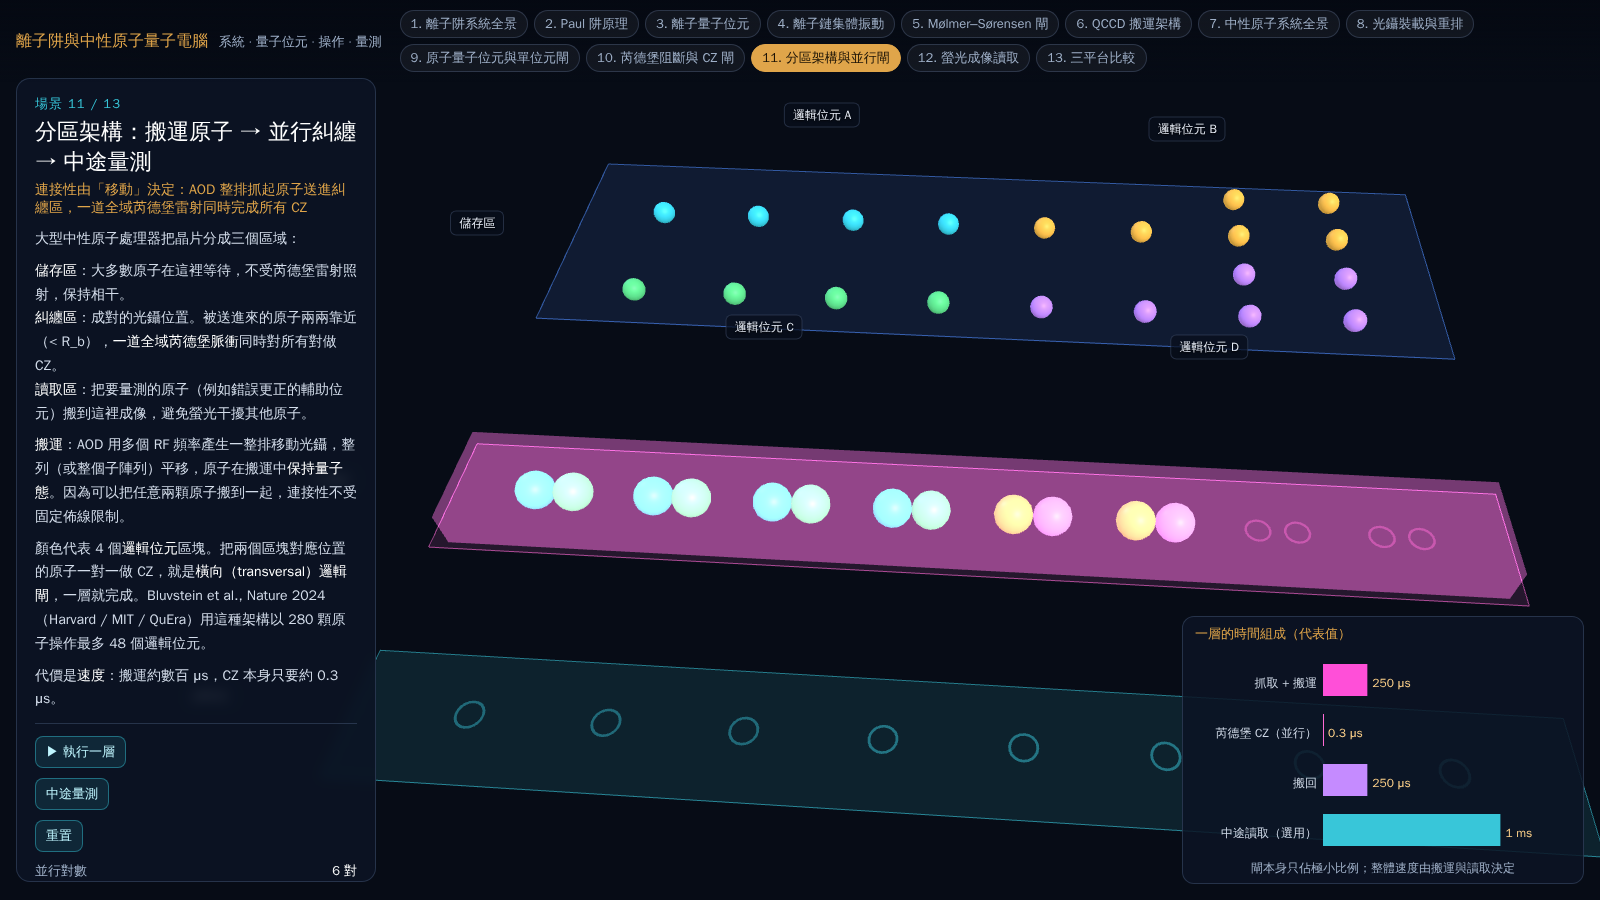 離子阱與中性原子量子電腦 系統 · 量子位元 · 操作 · 量測
1. 離子阱系統全景
2. Paul 阱原理
3. 離子量子位元
4. 離子鏈集體振動
5. Mølmer–Sørensen 閘
6. QCCD 搬運架構
7. 中性原子系統全景
8. 光鑷裝載與重排
9. 原子量子位元與單位元閘
10. 芮德堡阻斷與 CZ 閘
11. 分區架構與並行閘
12. 螢光成像讀取
13. 三平台比較
場景 11 / 13
分區架構：搬運原子 → 並行糾纏
→ 中途量測
連接性由「移動」決定：AOD 整排抓起原子送進糾
纏區，一道全域芮德堡雷射同時完成所有 CZ
大型中性原子處理器把晶片分成三個區域：
儲存區：大多數原子在這裡等待，不受芮德堡雷射照
射，保持相干。
糾纏區：成對的光鑷位置。被送進來的原子兩兩靠近
（< R_b），一道全域芮德堡脈衝同時對所有對做
CZ。
讀取區：把要量測的原子（例如錯誤更正的輔助位
元）搬到這裡成像，避免螢光干擾其他原子。
搬運：AOD 用多個 RF 頻率產生一整排移動光鑷，整
列（或整個子陣列）平移，原子在搬運中保持量子
態。因為可以把任意兩顆原子搬到一起，連接性不受
固定佈線限制。
顏色代表 4 個邏輯位元區塊。把兩個區塊對應位置
的原子一對一做 CZ，就是橫向（transversal）邏輯
閘，一層就完成。Bluvstein et al., Nature 2024
（Harvard / MIT / QuEra）用這種架構以 280 顆原
子操作最多 48 個邏輯位元。
代價是速度：搬運約數百 µs，CZ 本身只要約 0.3
µs。
▶ 執行一層
中途量測
重置
並行對數 6 對
邏輯位元 A
邏輯位元 B
儲存區
邏輯位元 C
邏輯位元 D
一層的時間組成（代表值）
抓取 + 搬運 250 µs
芮德堡 CZ（並行） 0.3 µs
搬回 250 µs
中途讀取（選用） 1 ms
閘本身只佔極小比例；整體速度由搬運與讀取決定